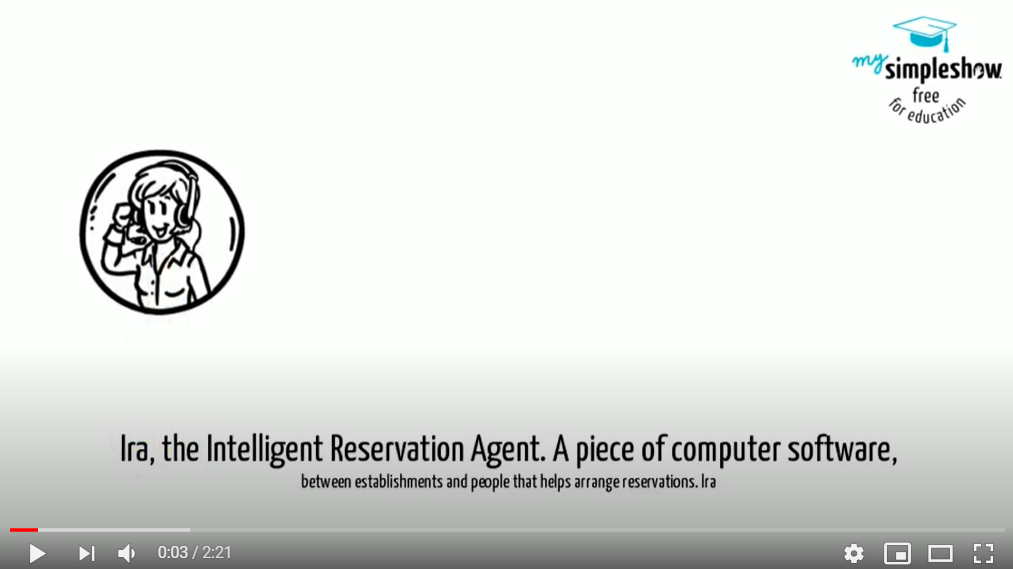 my
simpleshow
free
for education
Ira, the Intelligent Reservation Agent. A piece of computer software,
between establishments and people that helps arrange reservations. Ira
0:03 / 2:21